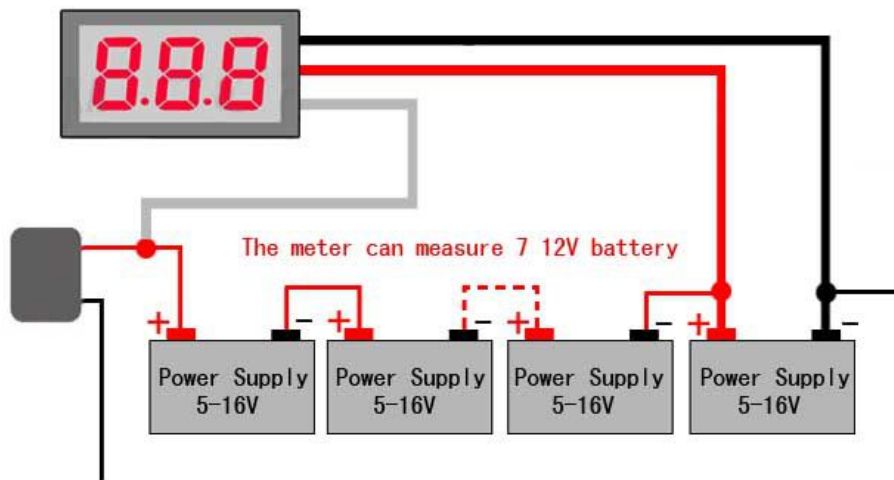 8.8.8
The meter can measure 7 12V battery
+ - + - + - + -
Power Supply
5-16V
Power Supply
5-16V
Power Supply
5-16V
Power Supply
5-16V